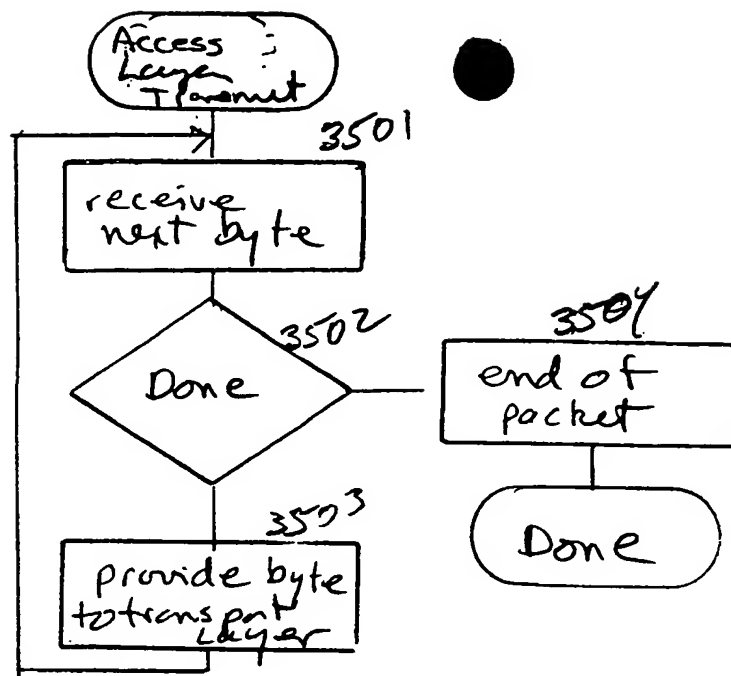 Access
Layer
Transmit
3501
receive
next byte
3502
Done
3504
end of
packet
3503
Done
provide byte
to transport
Layer